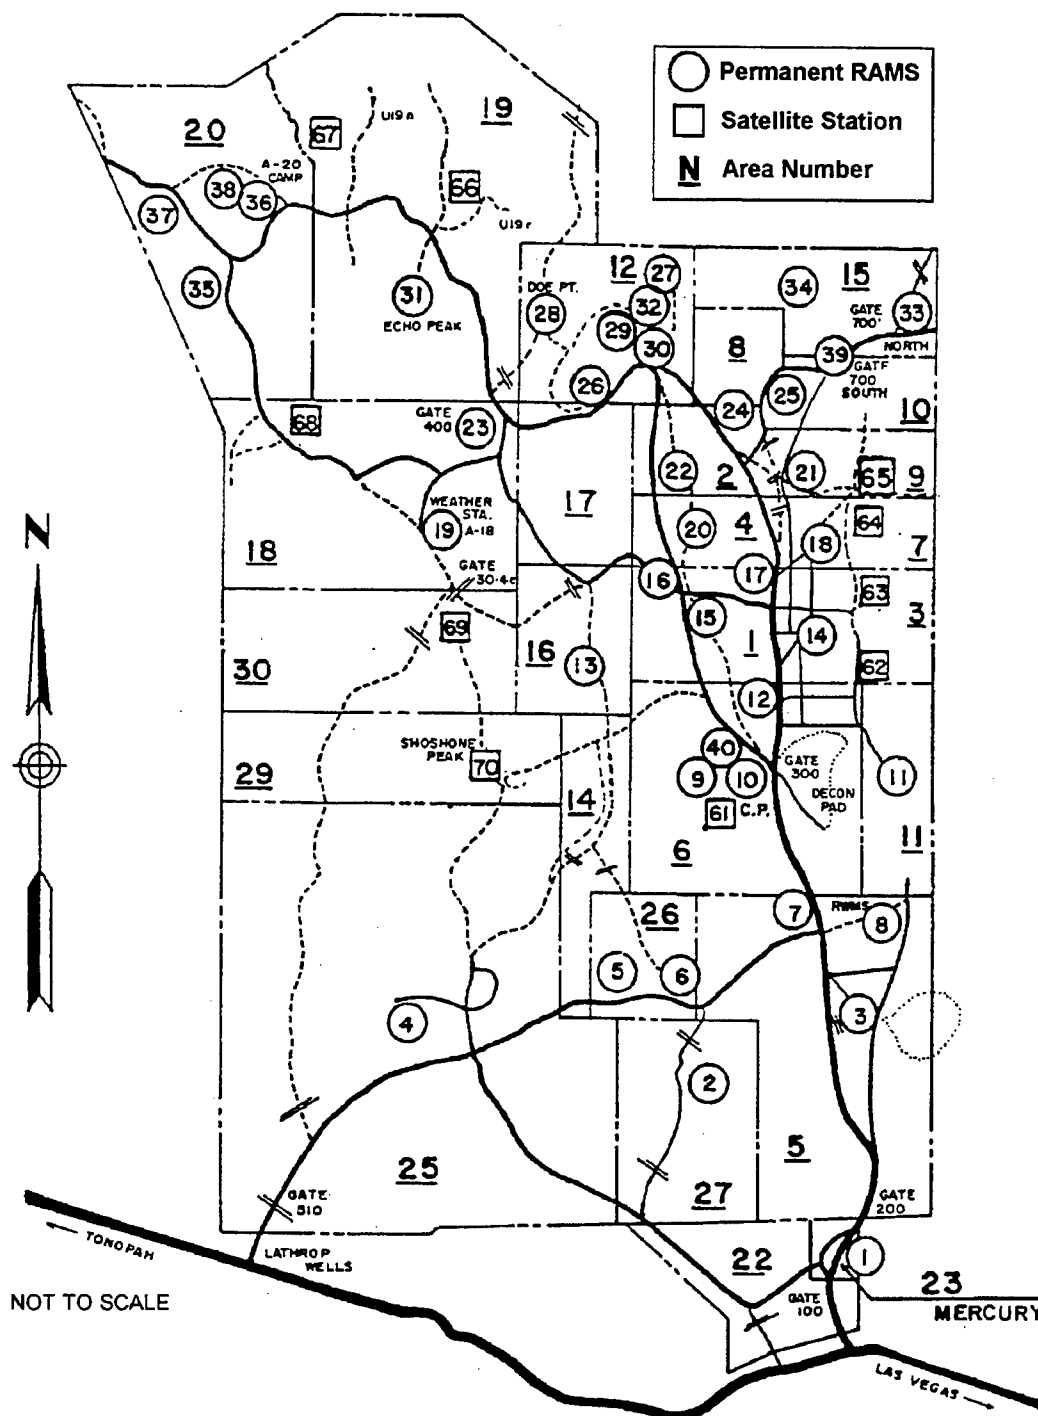 Permanent RAMS
Satellite Station
N Area Number
19
20
U19a
67
A-20
CAMP
38
36
66
U19r
37
35
31
ECHO PEAK
12
27
DOE PT.
28
32
29
30
26
15
34
33
GATE
700
NORTH
8
39
GATE
700
SOUTH
25
24
10
68
GATE
400
23
22
2
21
65
9
17
WEATHER
STA.
A-18
19
20
4
64
18
7
N
18
GATE
30-4c
16
17
63
3
69
15
1
14
62
30
16
13
12
SHOSHONE
PEAK
70
29
14
40
9
10
GATE
300
DECON
PAD
11
61
C.P.
6
11
26
7
RWMS
8
5
6
4
3
2
5
25
27
GATE
510
GATE
200
TONOPAH
LATHROP
WELLS
22
1
23
MERCURY
GATE
100
NOT TO SCALE
LAS VEGAS